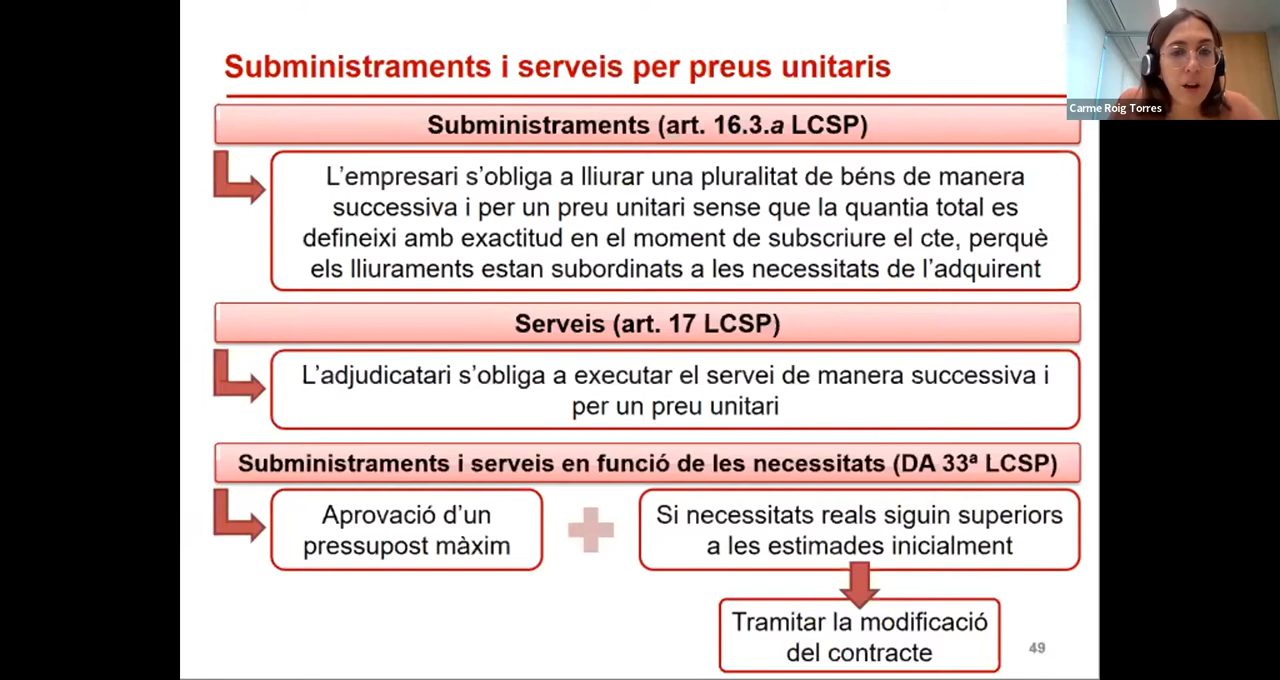 Subministraments i serveis per preus unitaris
Carme Roig Torres
Subministraments (art. 16.3.a LCSP)
L’empresari s’obliga a lliurar una pluralitat de béns de manera
successiva i per un preu unitari sense que la quantia total es
defineixi amb exactitud en el moment de subscriure el cte, perquè
els lliuraments estan subordinats a les necessitats de l’adquirent
Serveis (art. 17 LCSP)
L’adjudicatari s’obliga a executar el servei de manera successiva i
per un preu unitari
Subministraments i serveis en funció de les necessitats (DA 33ª LCSP)
Aprovació d’un
pressupost màxim
Si necessitats reals siguin superiors
a les estimades inicialment
Tramitar la modificació
del contracte
49